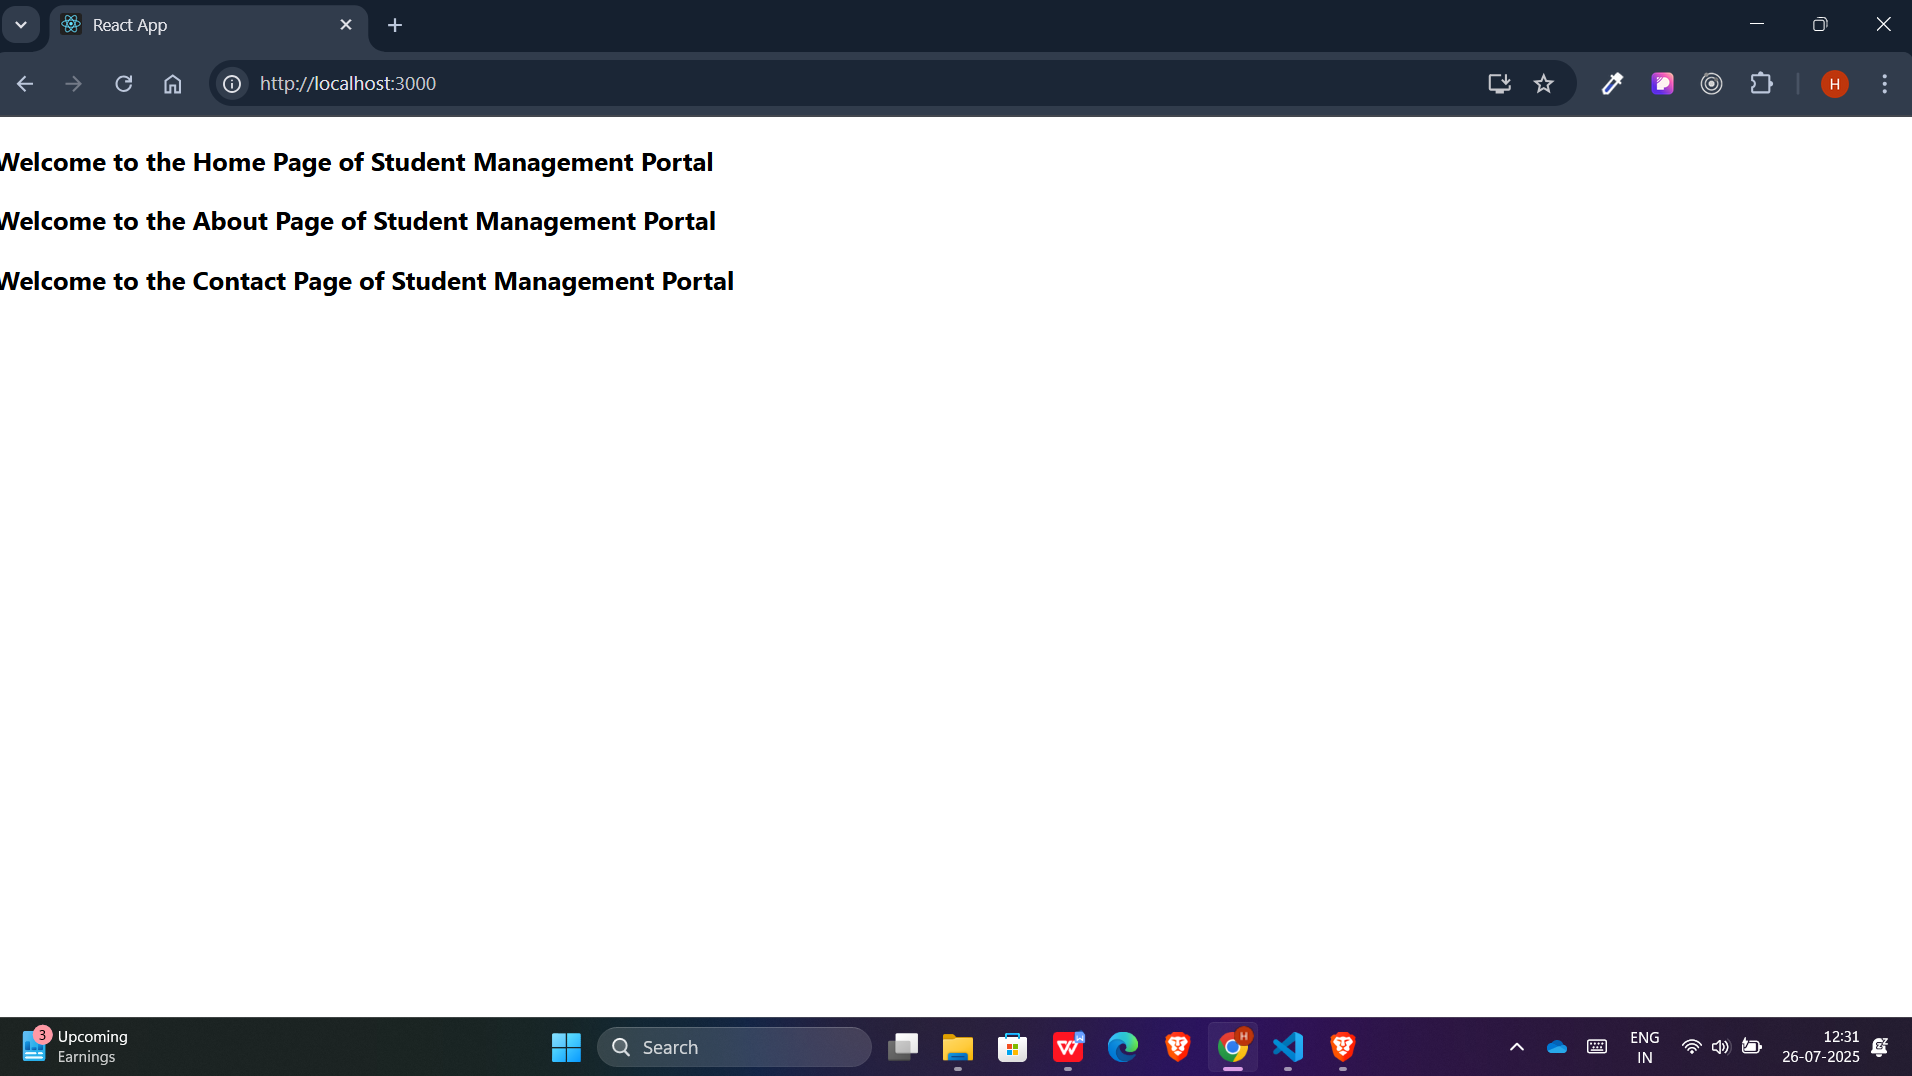 React App
http://localhost:3000
H
Welcome to the Home Page of Student Management Portal
Welcome to the About Page of Student Management Portal
Welcome to the Contact Page of Student Management Portal
3
Upcoming
Earnings
Search
H
ENG
IN
12:31
26-07-2025